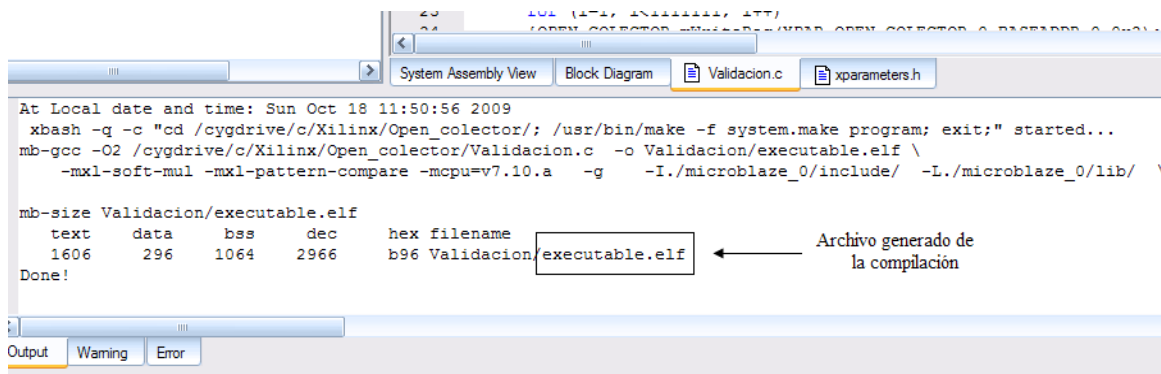 System Assembly View Block Diagram Validacion.c xparameters.h
At Local date and time: Sun Oct 18 11:50:56 2009
xbash -q -c "cd /cygdrive/c/Xilinx/Open_colector/; /usr/bin/make -f system.make program; exit;" started...
mb-gcc -O2 /cygdrive/c/Xilinx/Open_colector/Validacion.c -o Validacion/executable.elf \
-mxl-soft-mul -mxl-pattern-compare -mcpu=v7.10.a -g -I./microblaze_0/include/ -L./microblaze_0/lib/ \
mb-size Validacion/executable.elf
text data bss dec hex filename
1606 296 1064 2966 b96 Validacion/executable.elf
Done!
Archivo generado de
la compilación
Output Warning Error